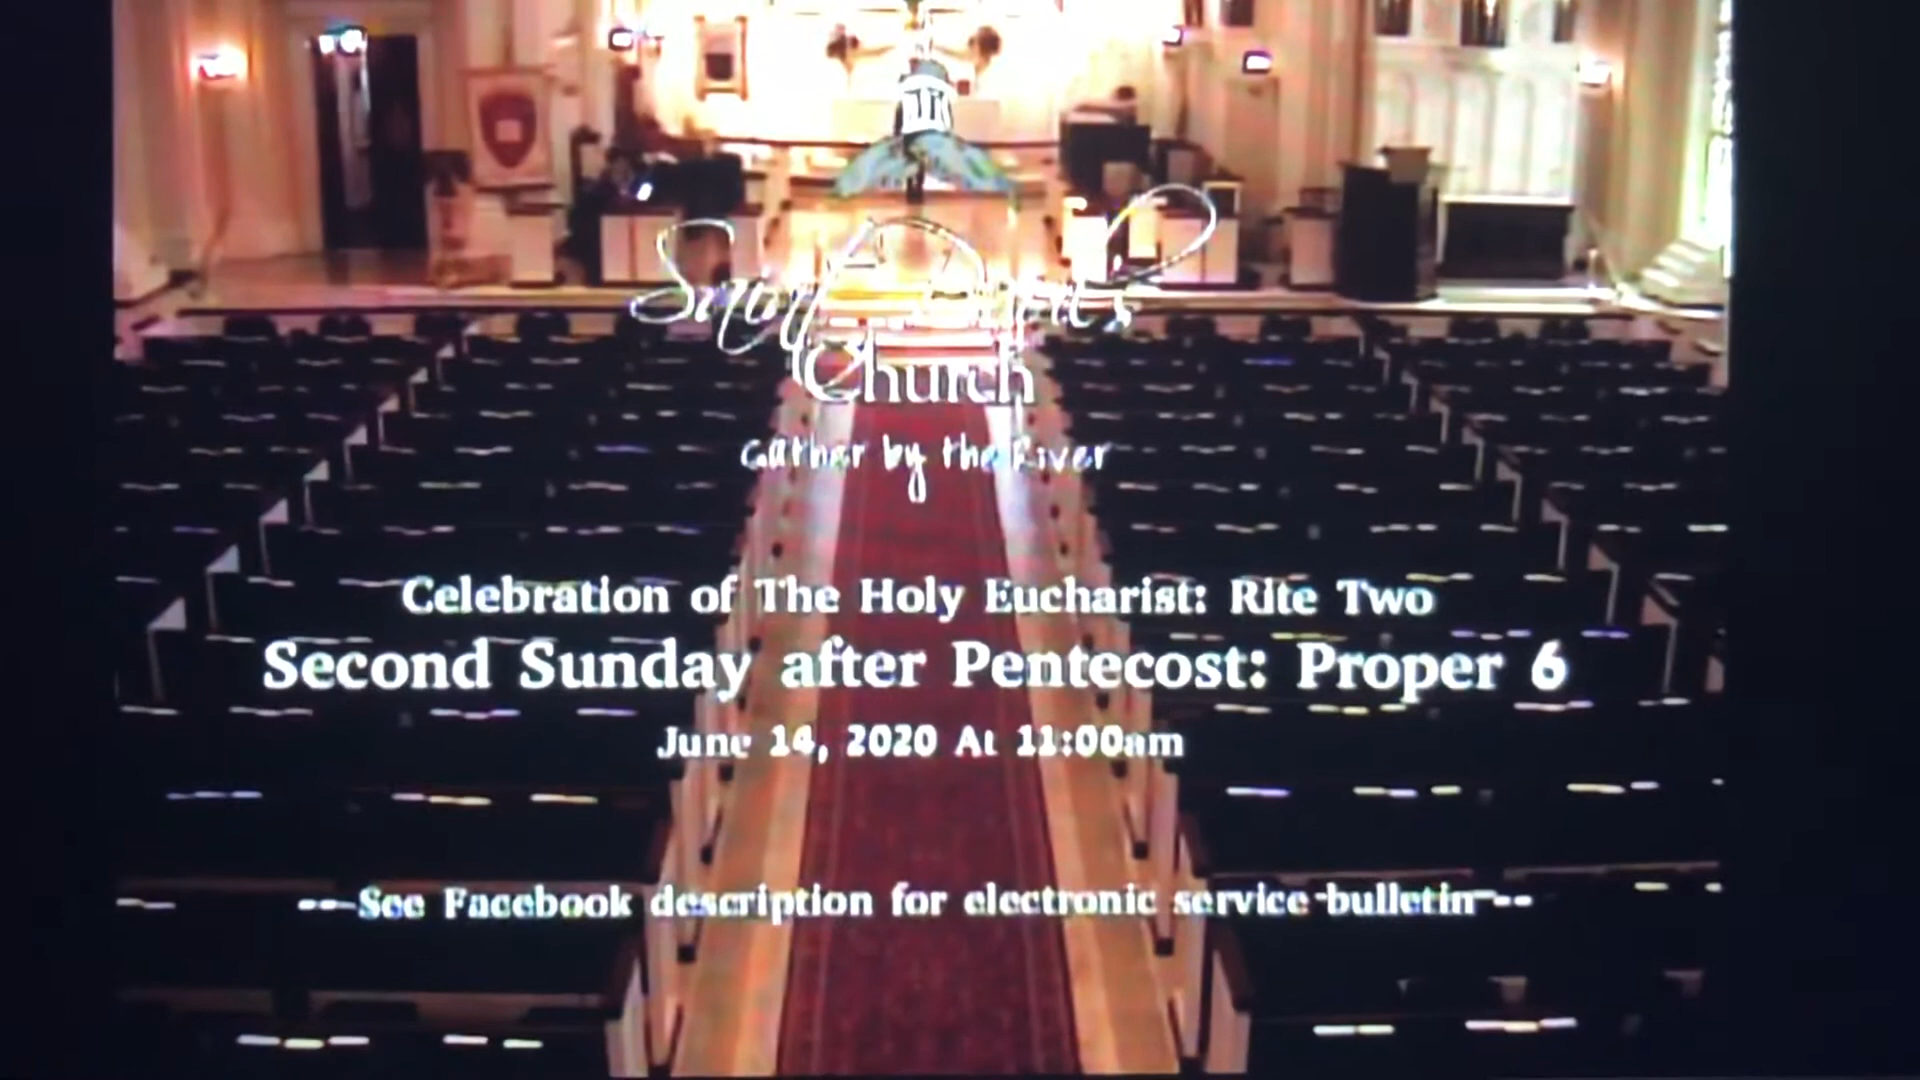 Saint
Church
Gather by the River
Celebration of The Holy Eucharist: Rite Two
Second Sunday after Pentecost: Proper 6
June 14, 2020 At 11:00am
---See Facebook description for electronic service bulletin---